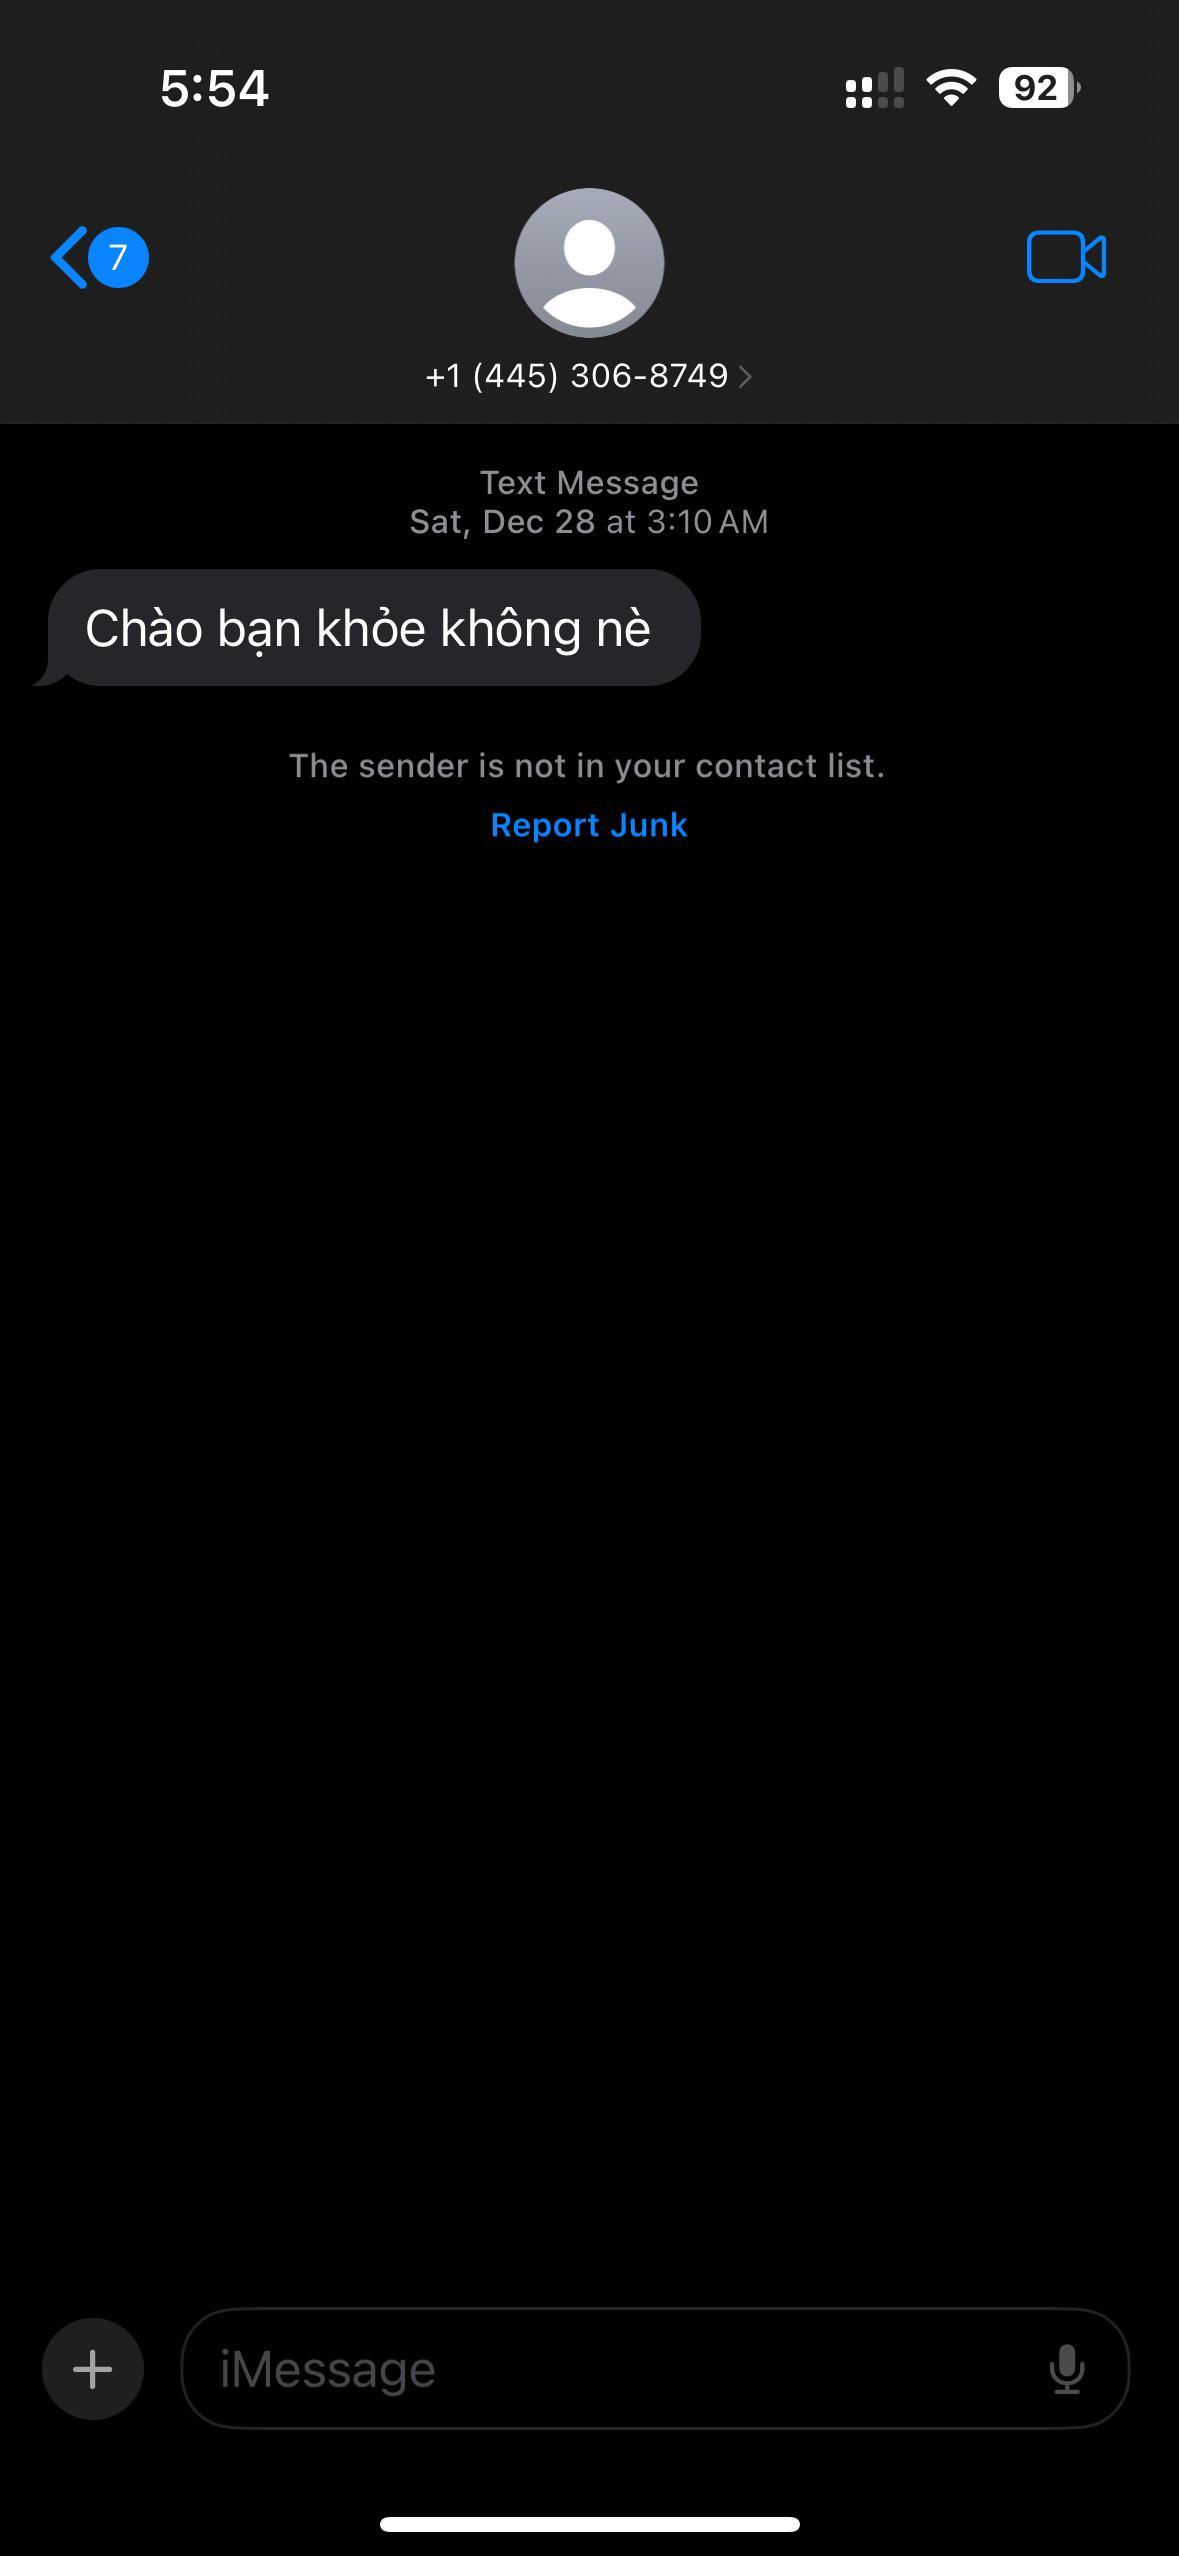 5:54
92
7
+1 (445) 306-8749
Text Message
Sat, Dec 28 at 3:10 AM
Chào bạn khỏe không nè
The sender is not in your contact list.
Report Junk
iMessage